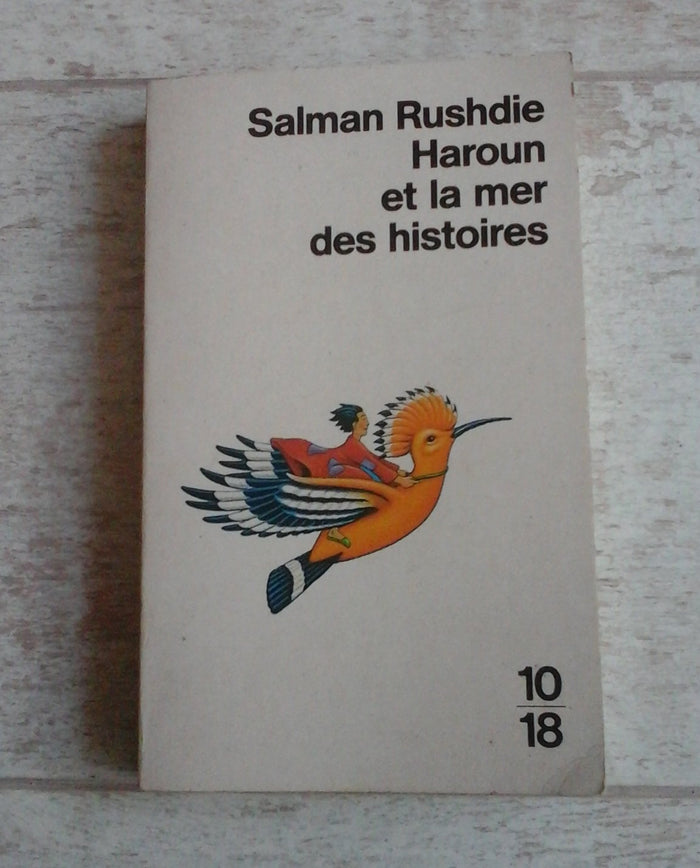 Salman Rushdie
Haroun
et la mer
des histoires
10
18